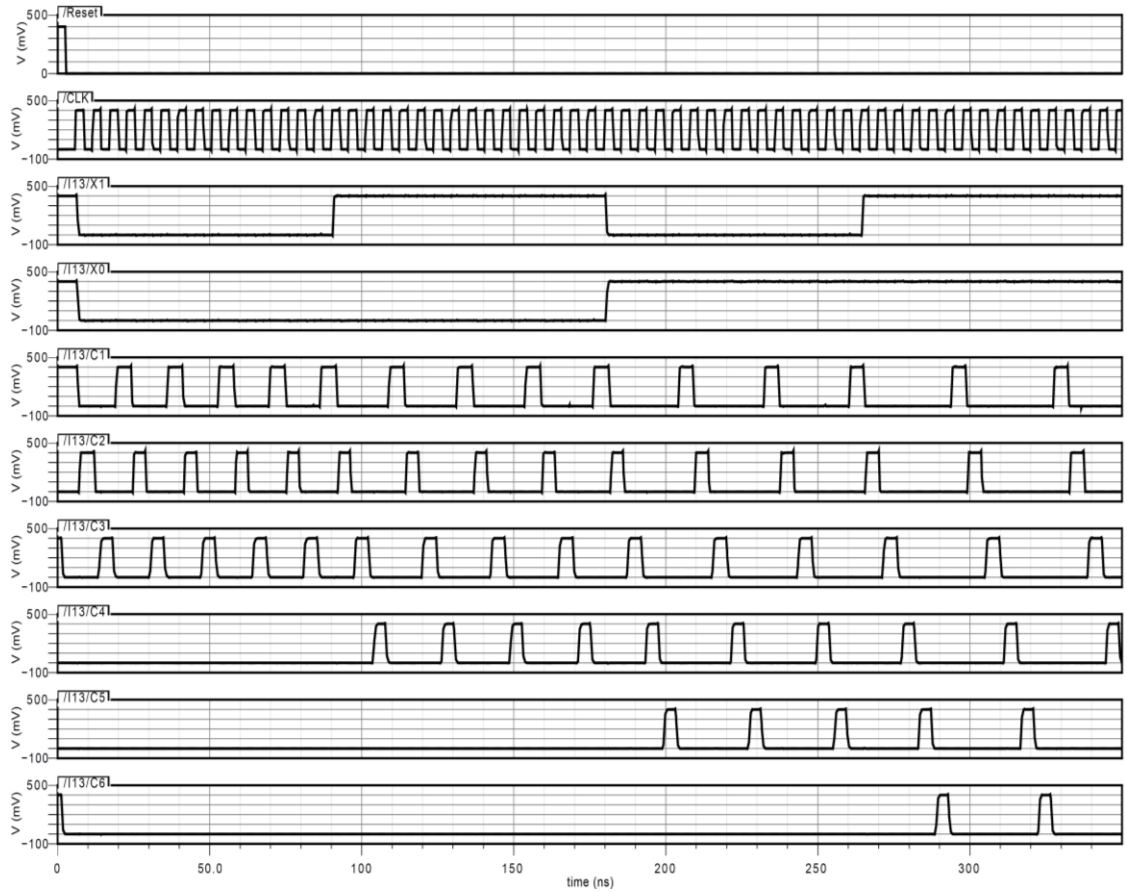 500
/Reset
V (mV)
0
500
/CLK
V (mV)
−100
500
/I13/X1
V (mV)
−100
500
/I13/X0
V (mV)
−100
500
/I13/C1
V (mV)
−100
500
/I13/C2
V (mV)
−100
500
/I13/C3
V (mV)
−100
500
/I13/C4
V (mV)
−100
500
/I13/C5
V (mV)
−100
500
/I13/C6
V (mV)
−100
0 50.0 100 150 200 250 300
time (ns)